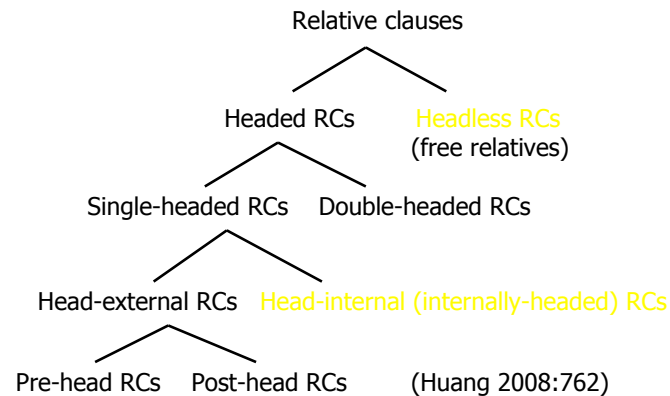 Relative clauses
Headed RCs Headless RCs
(free relatives)
Single-headed RCs Double-headed RCs
Head-external RCs Head-internal (internally-headed) RCs
Pre-head RCs Post-head RCs (Huang 2008:762)